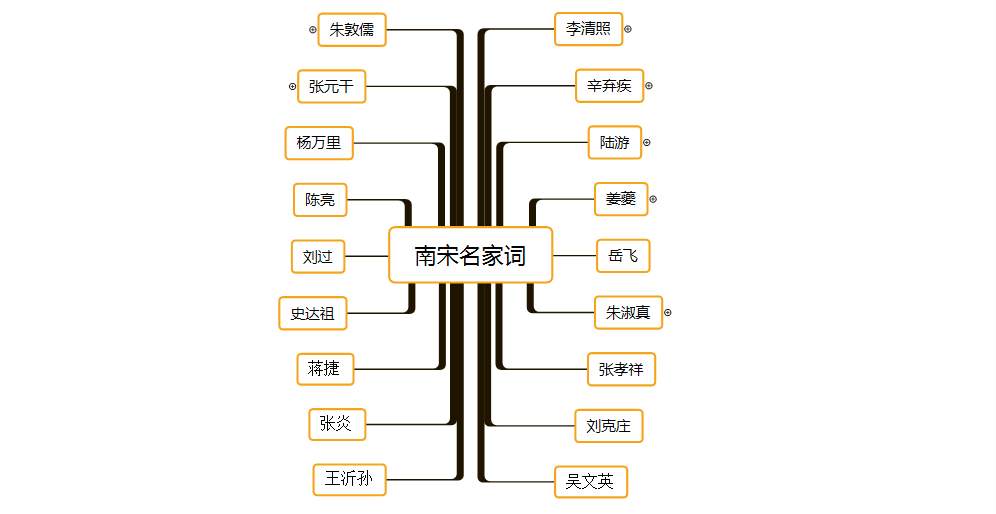 朱敦儒
李清照
张元干
辛弃疾
杨万里
陆游
陈亮
姜夔
南宋名家词
刘过
岳飞
史达祖
朱淑真
蒋捷
张孝祥
张炎
刘克庄
王沂孙
吴文英